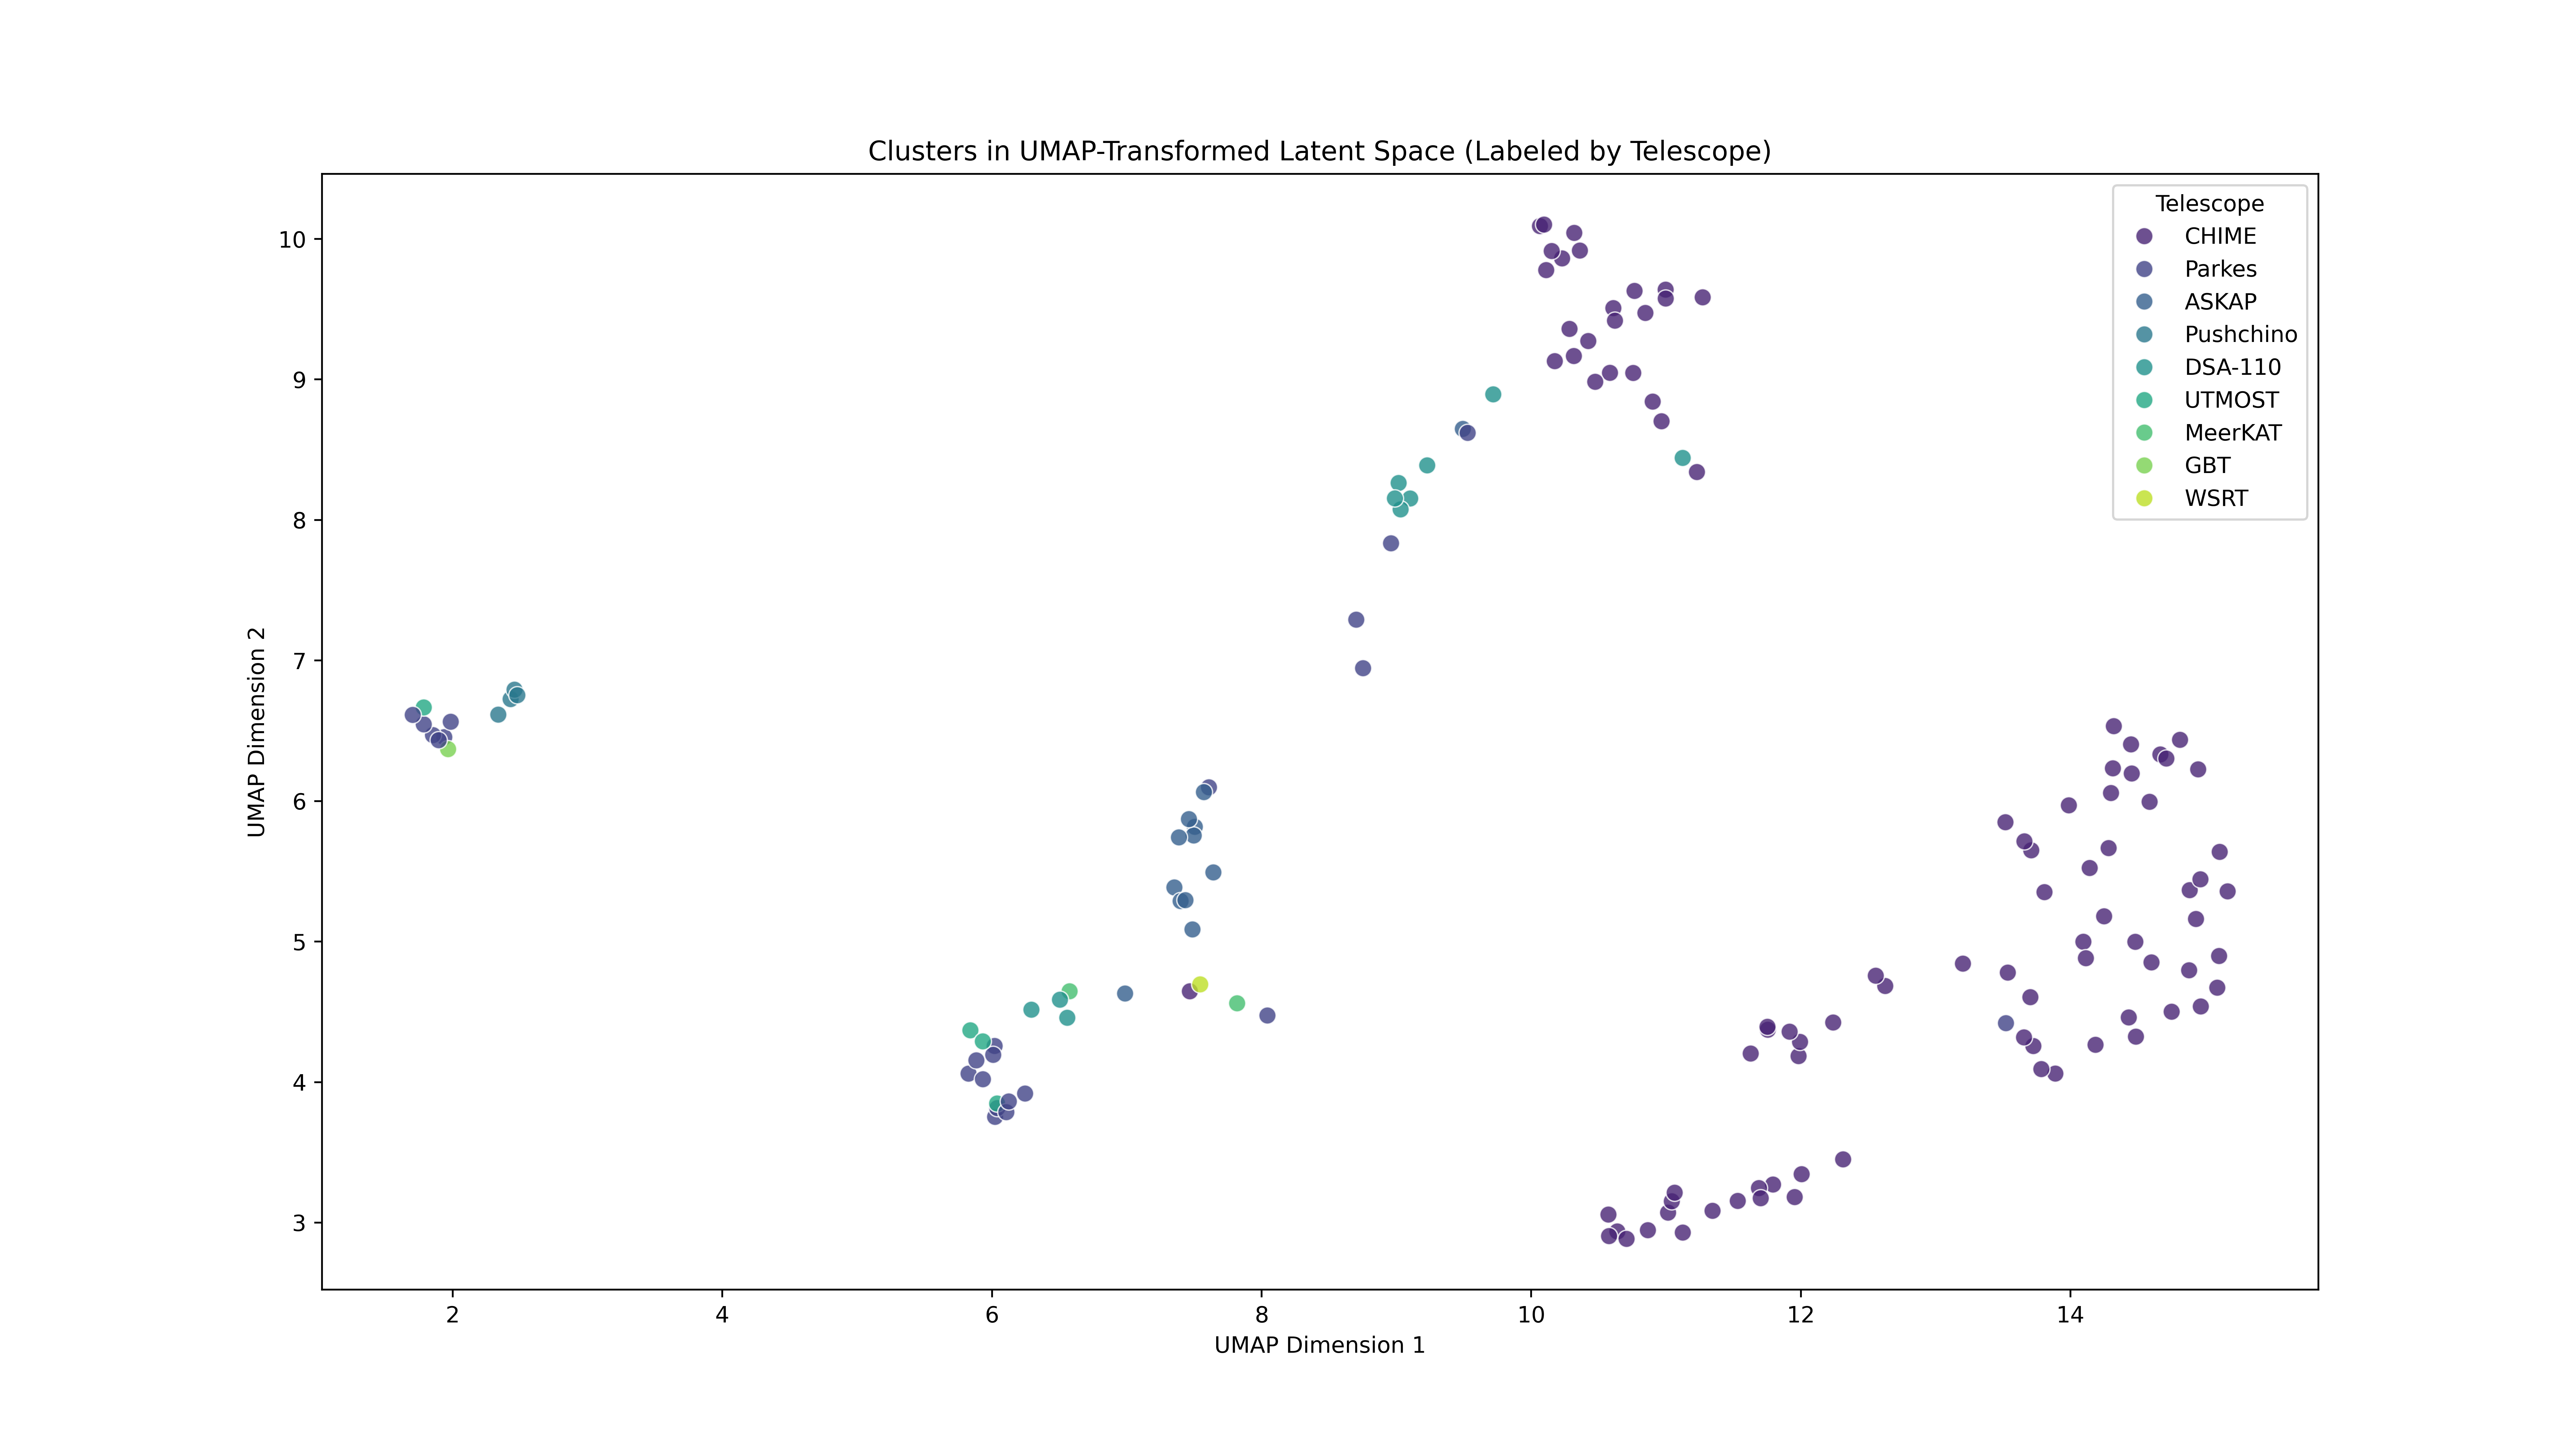 Clusters in UMAP-Transformed Latent Space (Labeled by Telescope)
Telescope
CHIME
Parkes
ASKAP
Pushchino
DSA-110
UTMOST
MeerKAT
GBT
WSRT
UMAP Dimension 2
10
9
8
7
6
5
4
3
2
4
6
8
10
12
14
UMAP Dimension 1